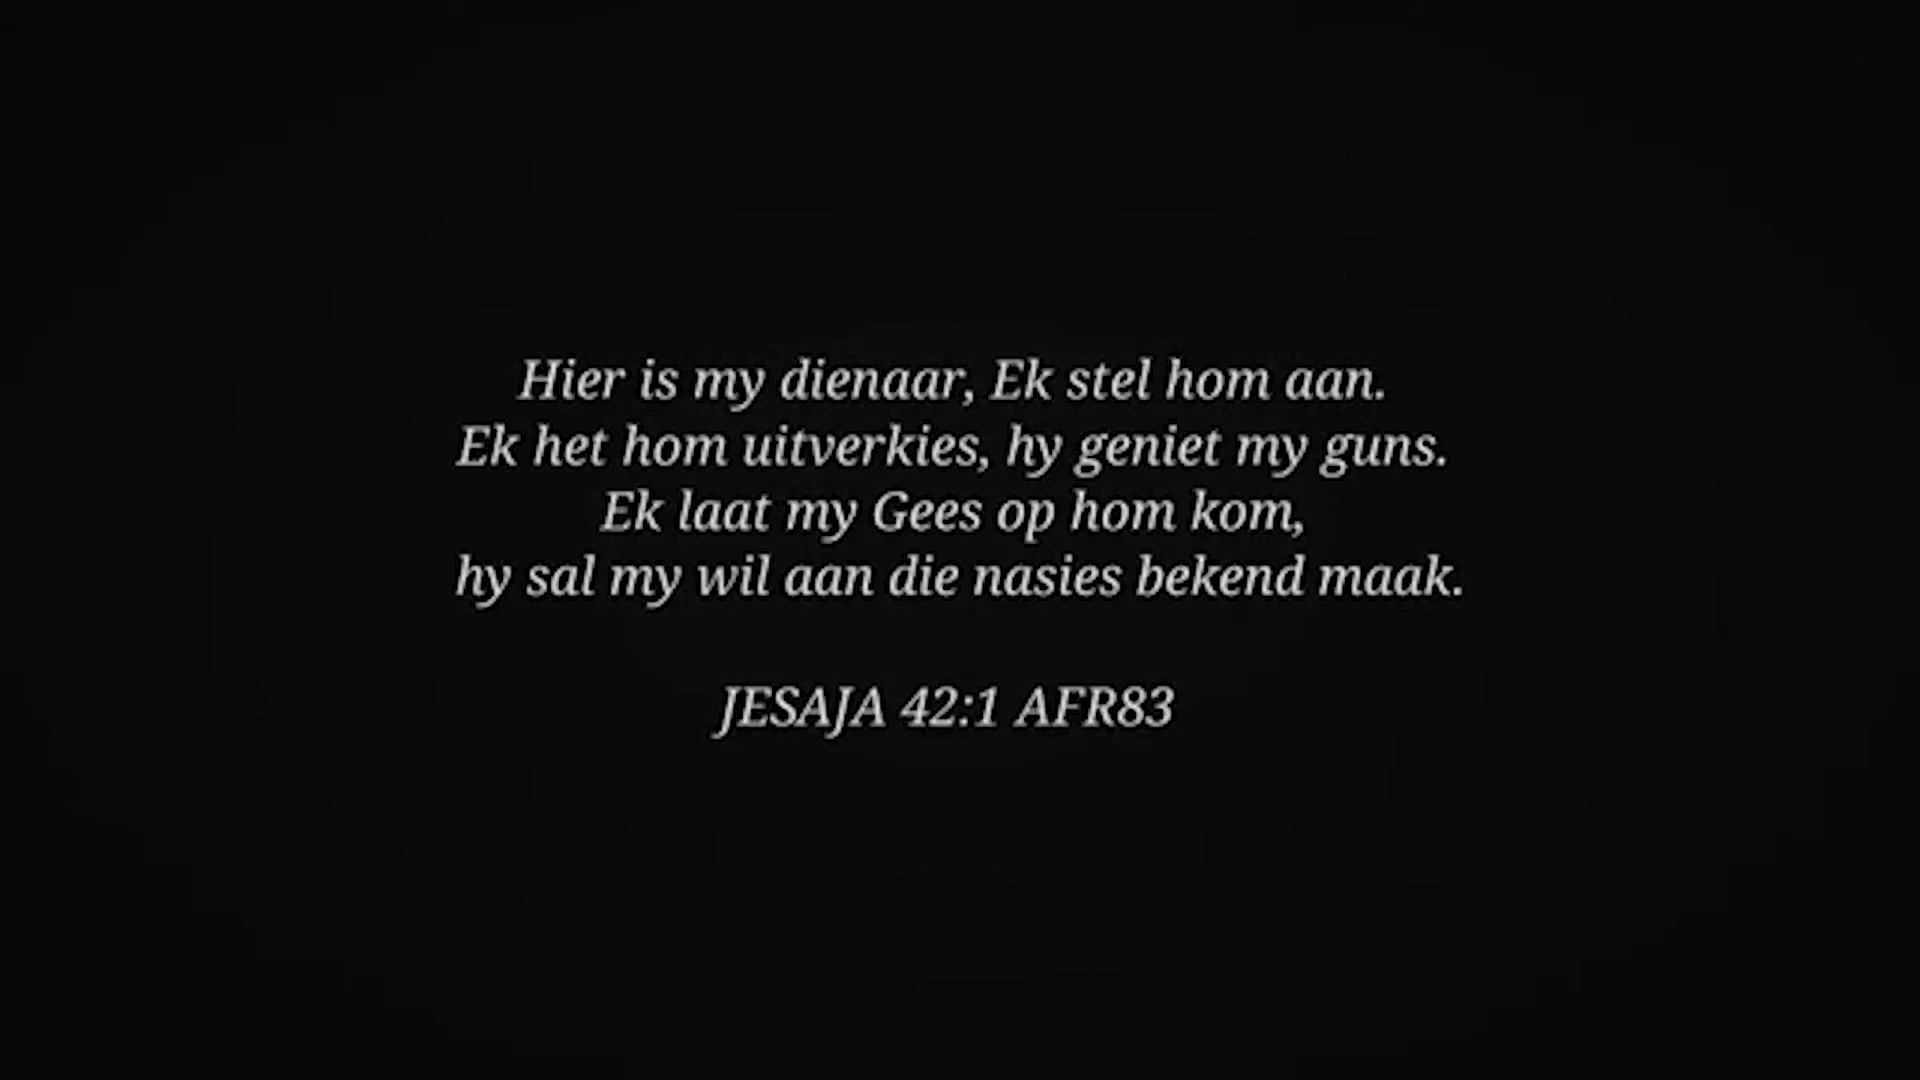 Hier is my dienaar, Ek stel hom aan.
Ek het hom uitverkies, hy geniet my guns.
Ek laat my Gees op hom kom,
hy sal my wil aan die nasies bekend maak.
JESAJA 42:1 AFR83